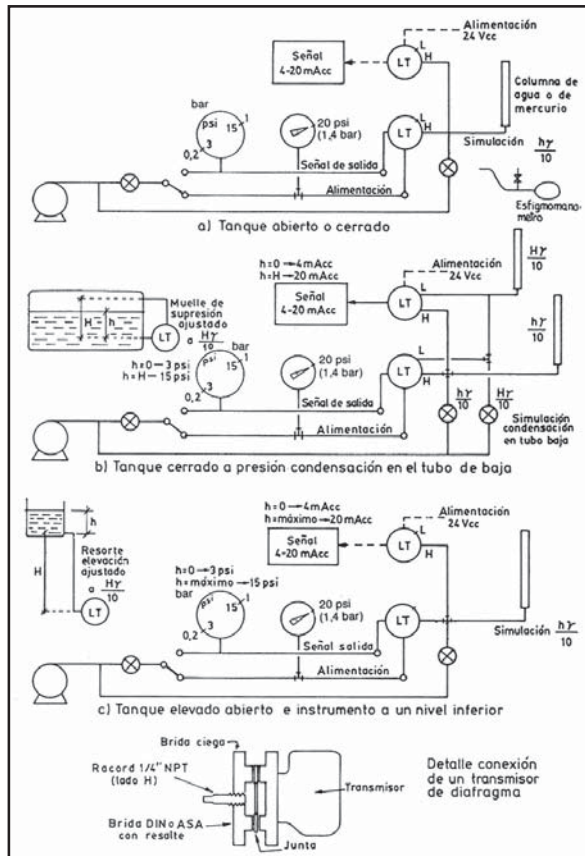 Alimentación
24 Vcc
Señal
4-20 mAcc
LT
L
H
Columna de
agua o de
mercurio
bar
psi
15
1
0,2
3
20 psi
(1,4 bar)
LT
L
H
Simulación hγ/10
Señal de salida
Alimentación
Esfigmomanó-
metro
a) Tanque abierto o cerrado
h=0→4mAcc
h=H→20 mAcc
Alimentación
24 Vcc
Hγ/10
Señal
4-20 mAcc
LT
L
H
Muelle de
supresión
ajustado
a Hγ/10
H
h
LT
hγ/10
bar
h=0–3 psi
h=H–15 psi
psi
15
1
0,2
3
20 psi
(1,4 bar)
LT
L
H
Señal de salida
hγ/10
Hγ/10
Alimentación
Simulación
condensación
en tubo baja
b) Tanque cerrado a presión condensación en el tubo de baja
h=0→4mAcc
h=máximo→20mAcc
Alimentación
24 Vcc
h
Señal
4-20 mAcc
LT
L
H
Resorte
elevación
ajustado
a Hγ/10
H
LT
h=0→3 psi
h=máximo→15 psi
bar
psi
15
1
0,2
3
20 psi
(1,4 bar)
LT
Señal salida
Simulación hγ/10
Alimentación
c) Tanque elevado abierto e instrumento a un nivel inferior
Brida ciega
Racord 1/4" NPT
(lado H)
Transmisor
Detalle conexión
de un transmisor
de diafragma
Brida DIN o ASA
con resalte
Junta